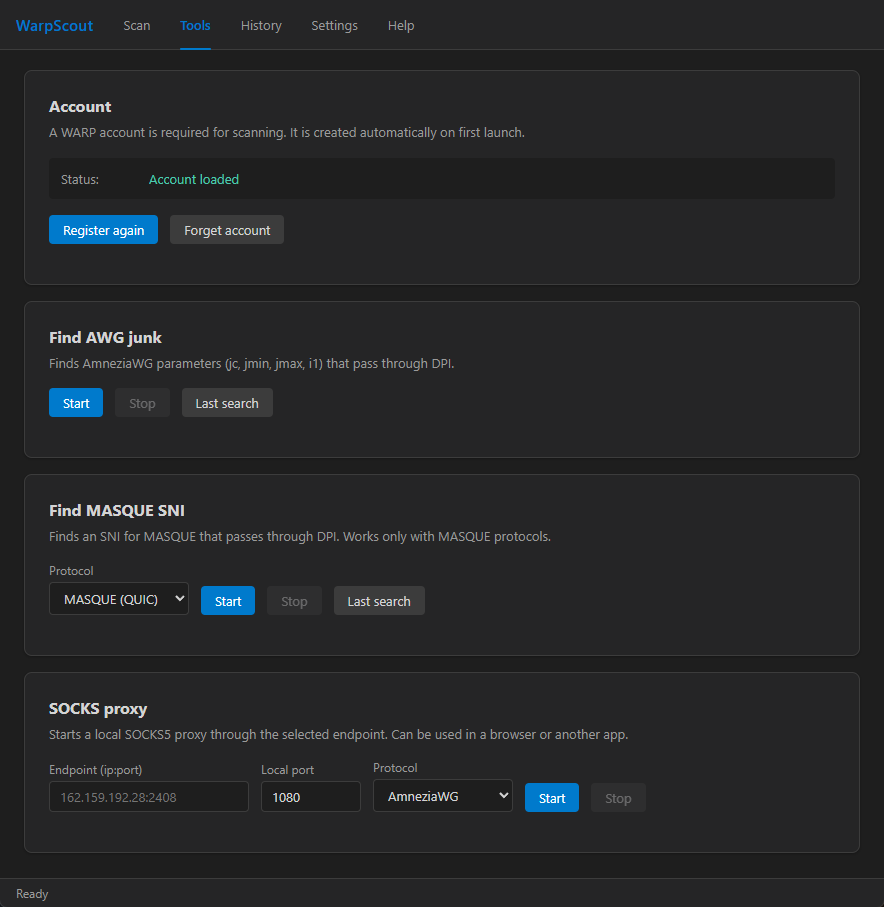 WarpScout Scan Tools History Settings Help
Account
A WARP account is required for scanning. It is created automatically on first launch.
Status: Account loaded
Register again Forget account
Find AWG junk
Finds AmneziaWG parameters (jc, jmin, jmax, i1) that pass through DPI.
Start Stop Last search
Find MASQUE SNI
Finds an SNI for MASQUE that passes through DPI. Works only with MASQUE protocols.
Protocol
MASQUE (QUIC) Start Stop Last search
SOCKS proxy
Starts a local SOCKS5 proxy through the selected endpoint. Can be used in a browser or another app.
Endpoint (ip:port) Local port Protocol
162.159.192.28:2408 1080 AmneziaWG Start Stop
Ready